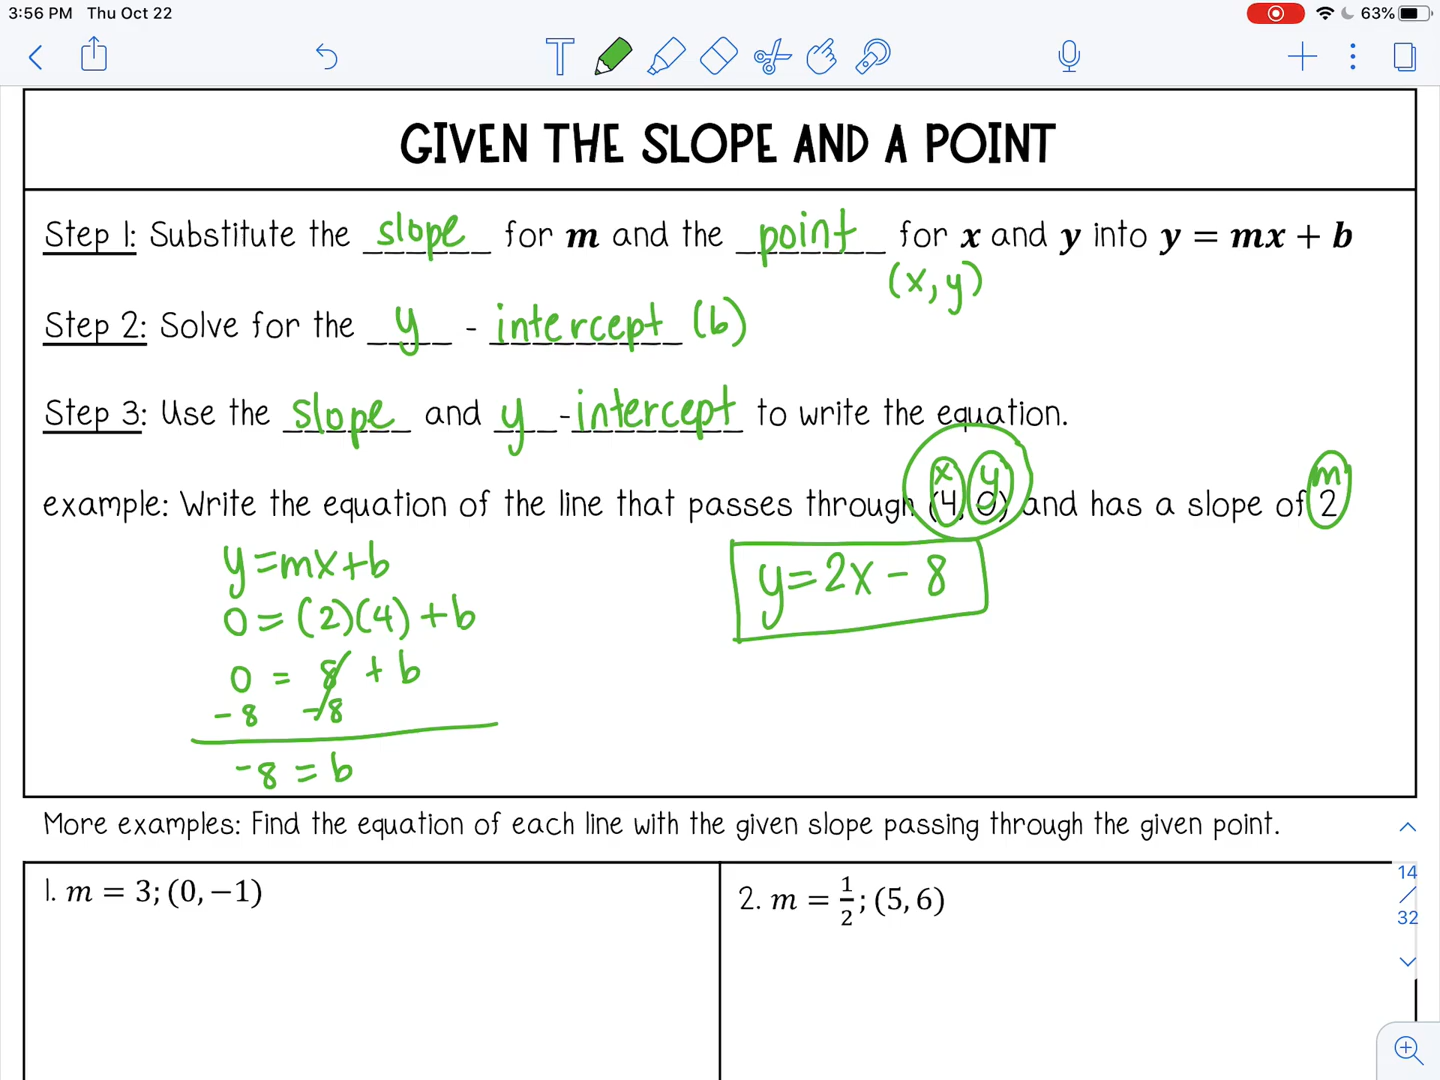 3:56 PM Thu Oct 22 63%
GIVEN THE SLOPE AND A POINT
Step 1: Substitute the slope for m and the point for x and y into y = mx + b
(x, y)
Step 2: Solve for the y - intercept (b)
Step 3: Use the slope and y - intercept to write the equation.
x y m
example: Write the equation of the line that passes through (4, 0) and has a slope of 2
y = mx + b
y = 2x - 8
0 = (2)(4) + b
0 = 8 + b
-8 -8
-8 = b
More examples: Find the equation of each line with the given slope passing through the given point.
1. m = 3; (0, −1)
2. m = 1/2; (5, 6)
14/32